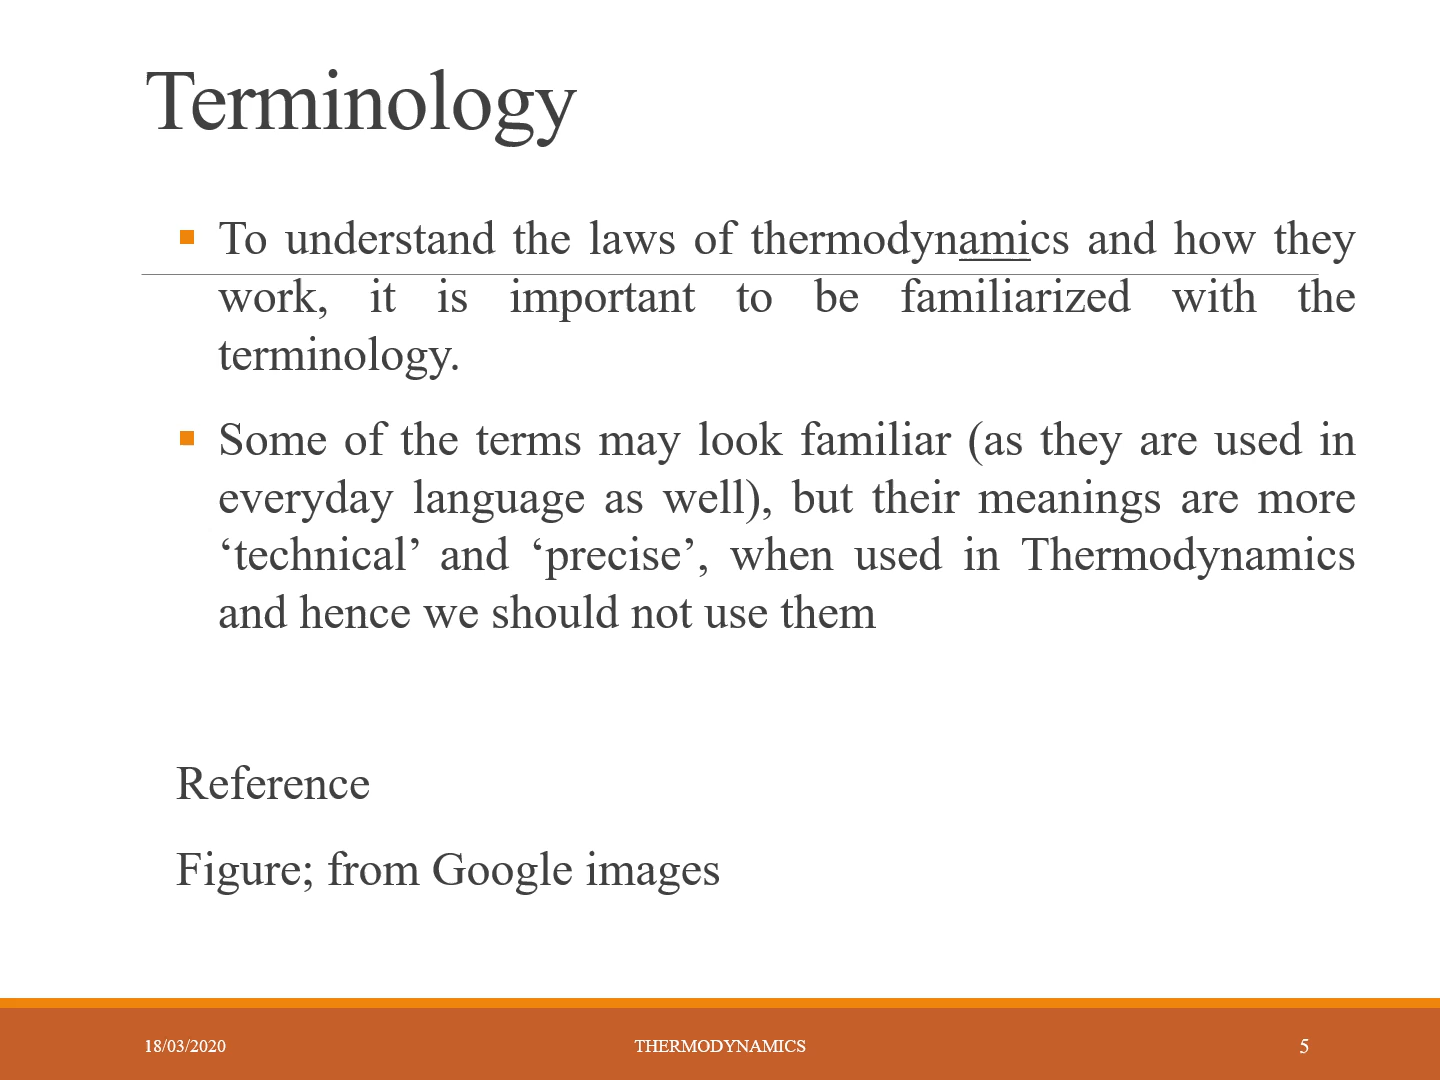 Terminology
To understand the laws of thermodynamics and how they
work, it is important to be familiarized with the
terminology.
Some of the terms may look familiar (as they are used in
everyday language as well), but their meanings are more
‘technical’ and ‘precise’, when used in Thermodynamics
and hence we should not use them
Reference
Figure; from Google images
18/03/2020
THERMODYNAMICS
5